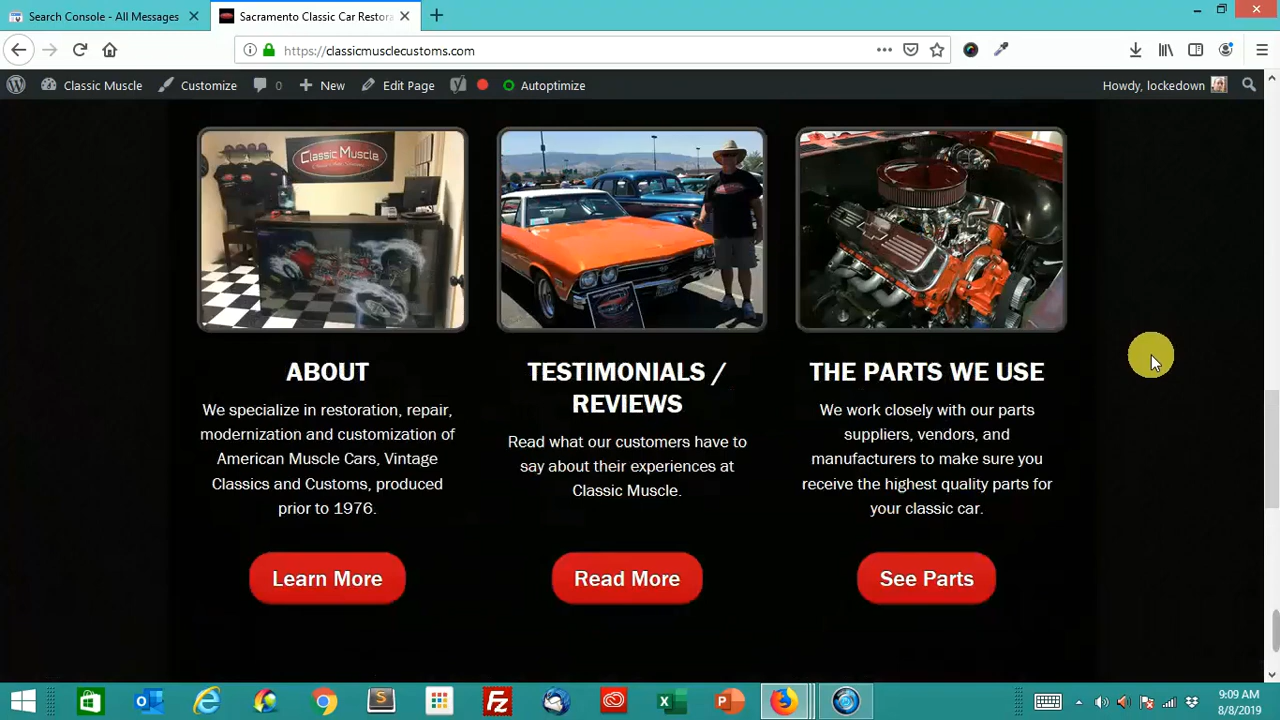 Search Console - All Messages
Sacramento Classic Car Restora
https://classicmusclecustoms.com
Classic Muscle
Customize
0
New
Edit Page
Autoptimize
Howdy, lockedown
Classic Muscle
ABOUT
We specialize in restoration, repair,
modernization and customization of
American Muscle Cars, Vintage
Classics and Customs, produced
prior to 1976.
Learn More
TESTIMONIALS /
REVIEWS
Read what our customers have to
say about their experiences at
Classic Muscle.
Read More
THE PARTS WE USE
We work closely with our parts
suppliers, vendors, and
manufacturers to make sure you
receive the highest quality parts for
your classic car.
See Parts
9:09 AM
8/8/2019